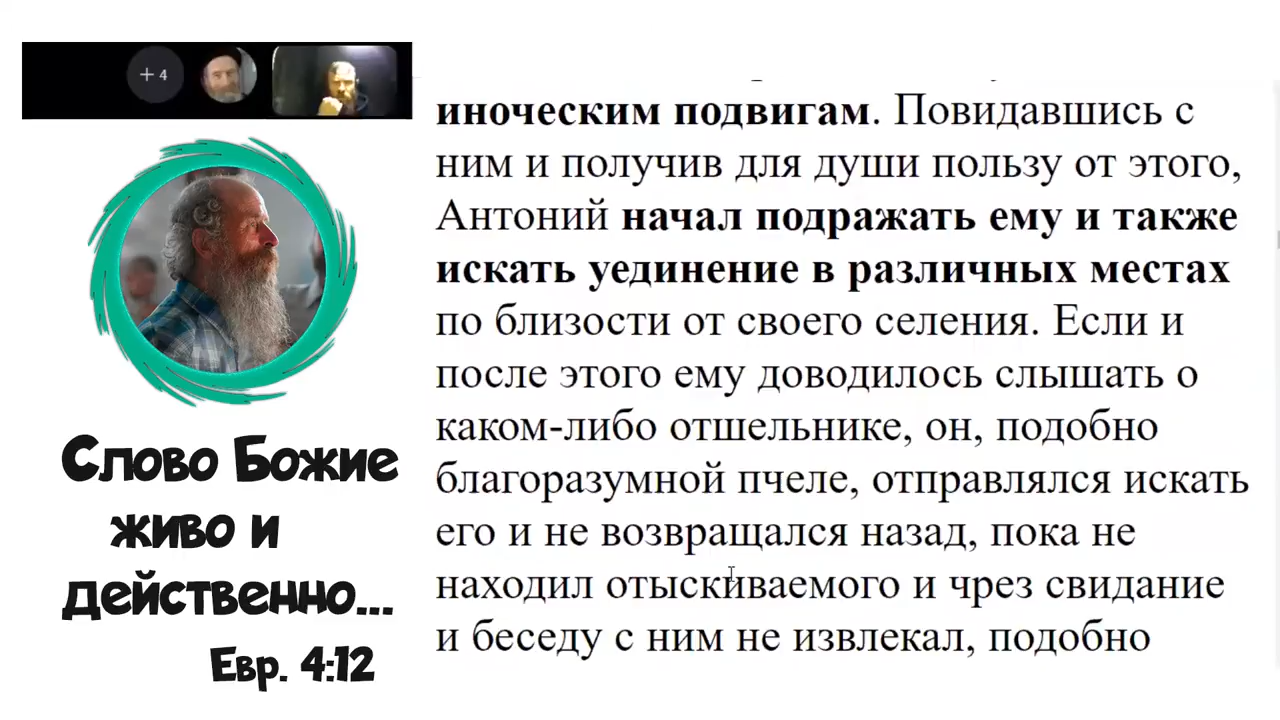 + 4
Слово Божие
живо и
действенно...
Евр. 4:12
иноческим подвигам. Повидавшись с
ним и получив для души пользу от этого,
Антоний начал подражать ему и также
искать уединение в различных местах
по близости от своего селения. Если и
после этого ему доводилось слышать о
каком-либо отшельнике, он, подобно
благоразумной пчеле, отправлялся искать
его и не возвращался назад, пока не
находил отыскиваемого и чрез свидание
и беседу с ним не извлекал, подобно